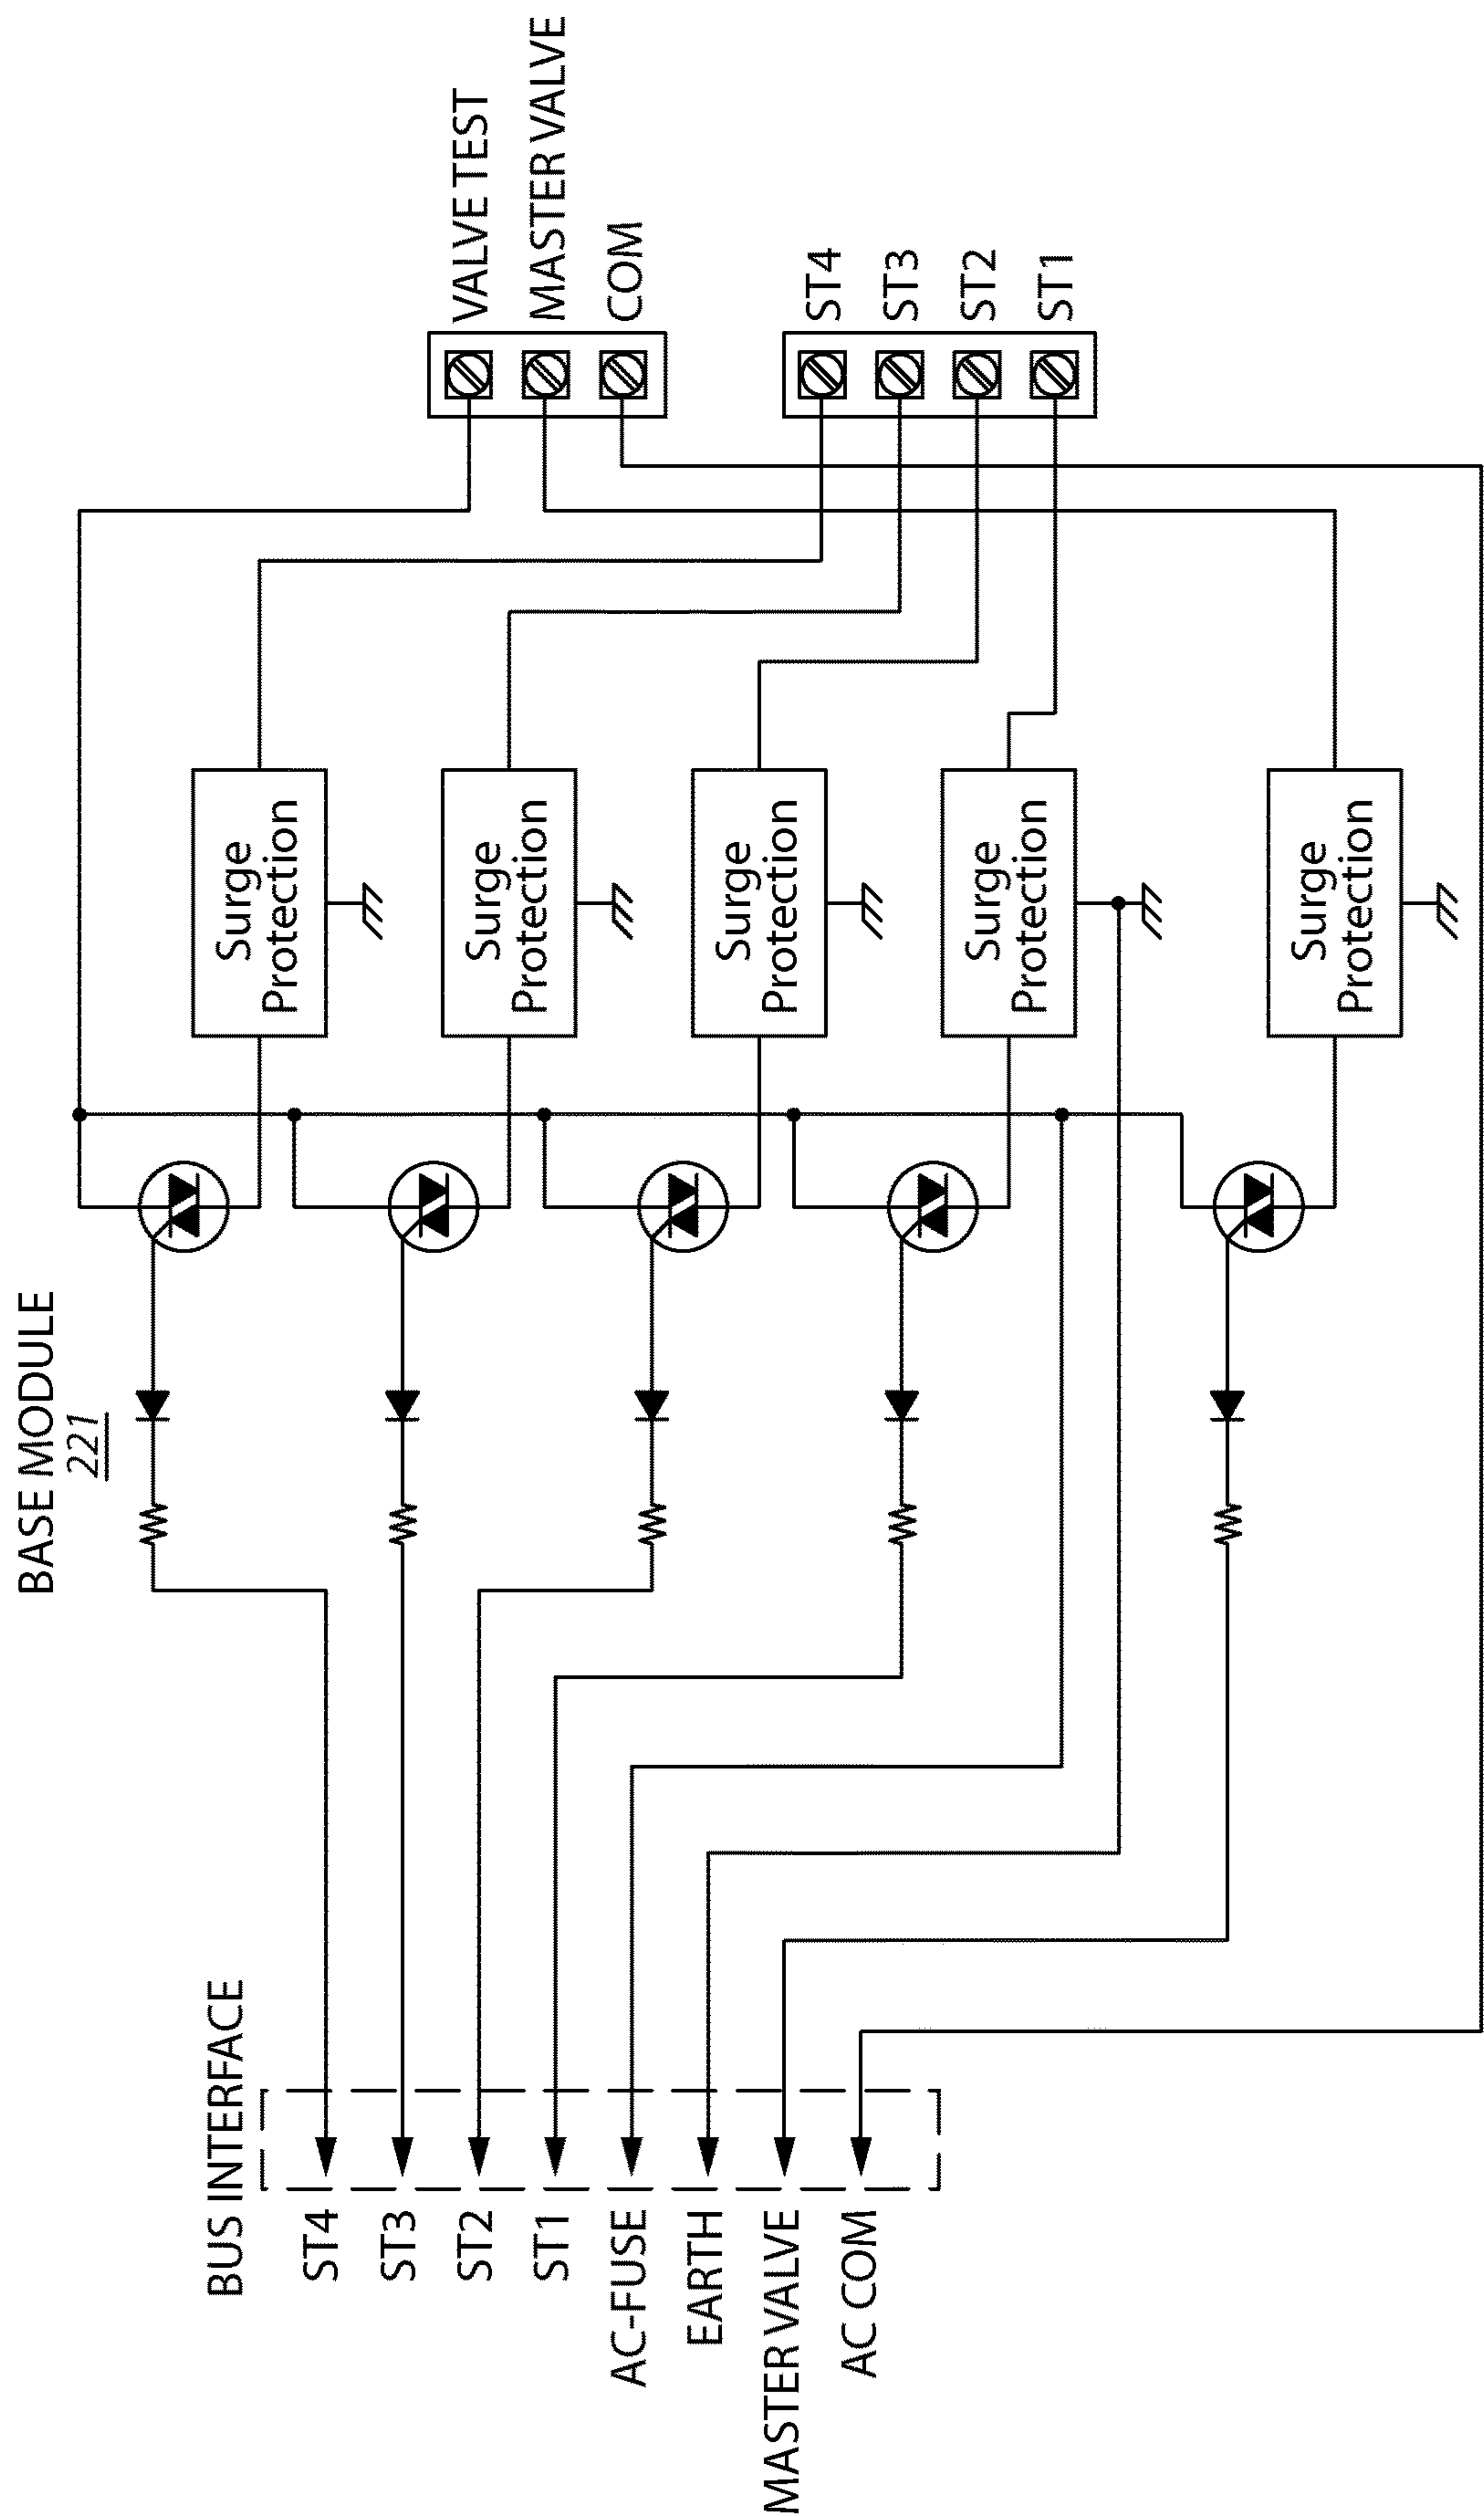 BASE MODULE
221
BUS INTERFACE
ST4
ST3
ST2
ST1
AC-FUSE
EARTH
MASTER VALVE
AC COM
Surge
Protection
Surge
Protection
Surge
Protection
Surge
Protection
Surge
Protection
VALVE TEST
MASTER VALVE
COM
ST4
ST3
ST2
ST1